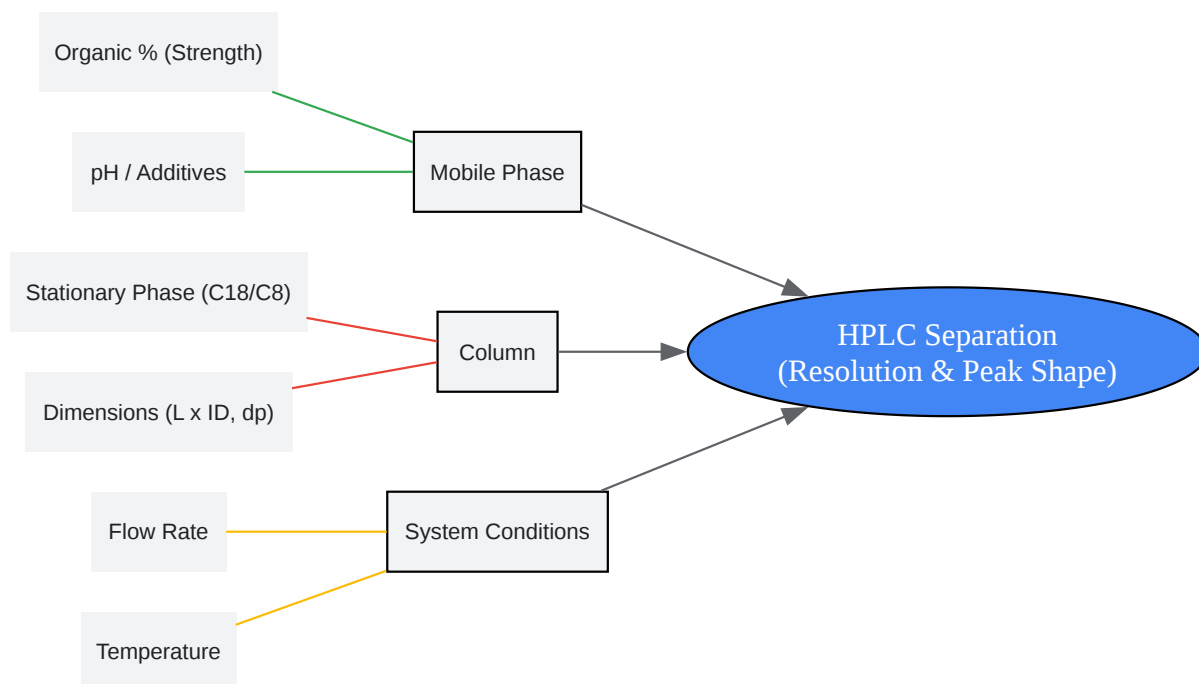 Organic % (Strength)
pH / Additives
Mobile Phase
Stationary Phase (C18/C8)
Dimensions (L x ID, dp)
Column
Flow Rate
Temperature
System Conditions
HPLC Separation
(Resolution & Peak Shape)